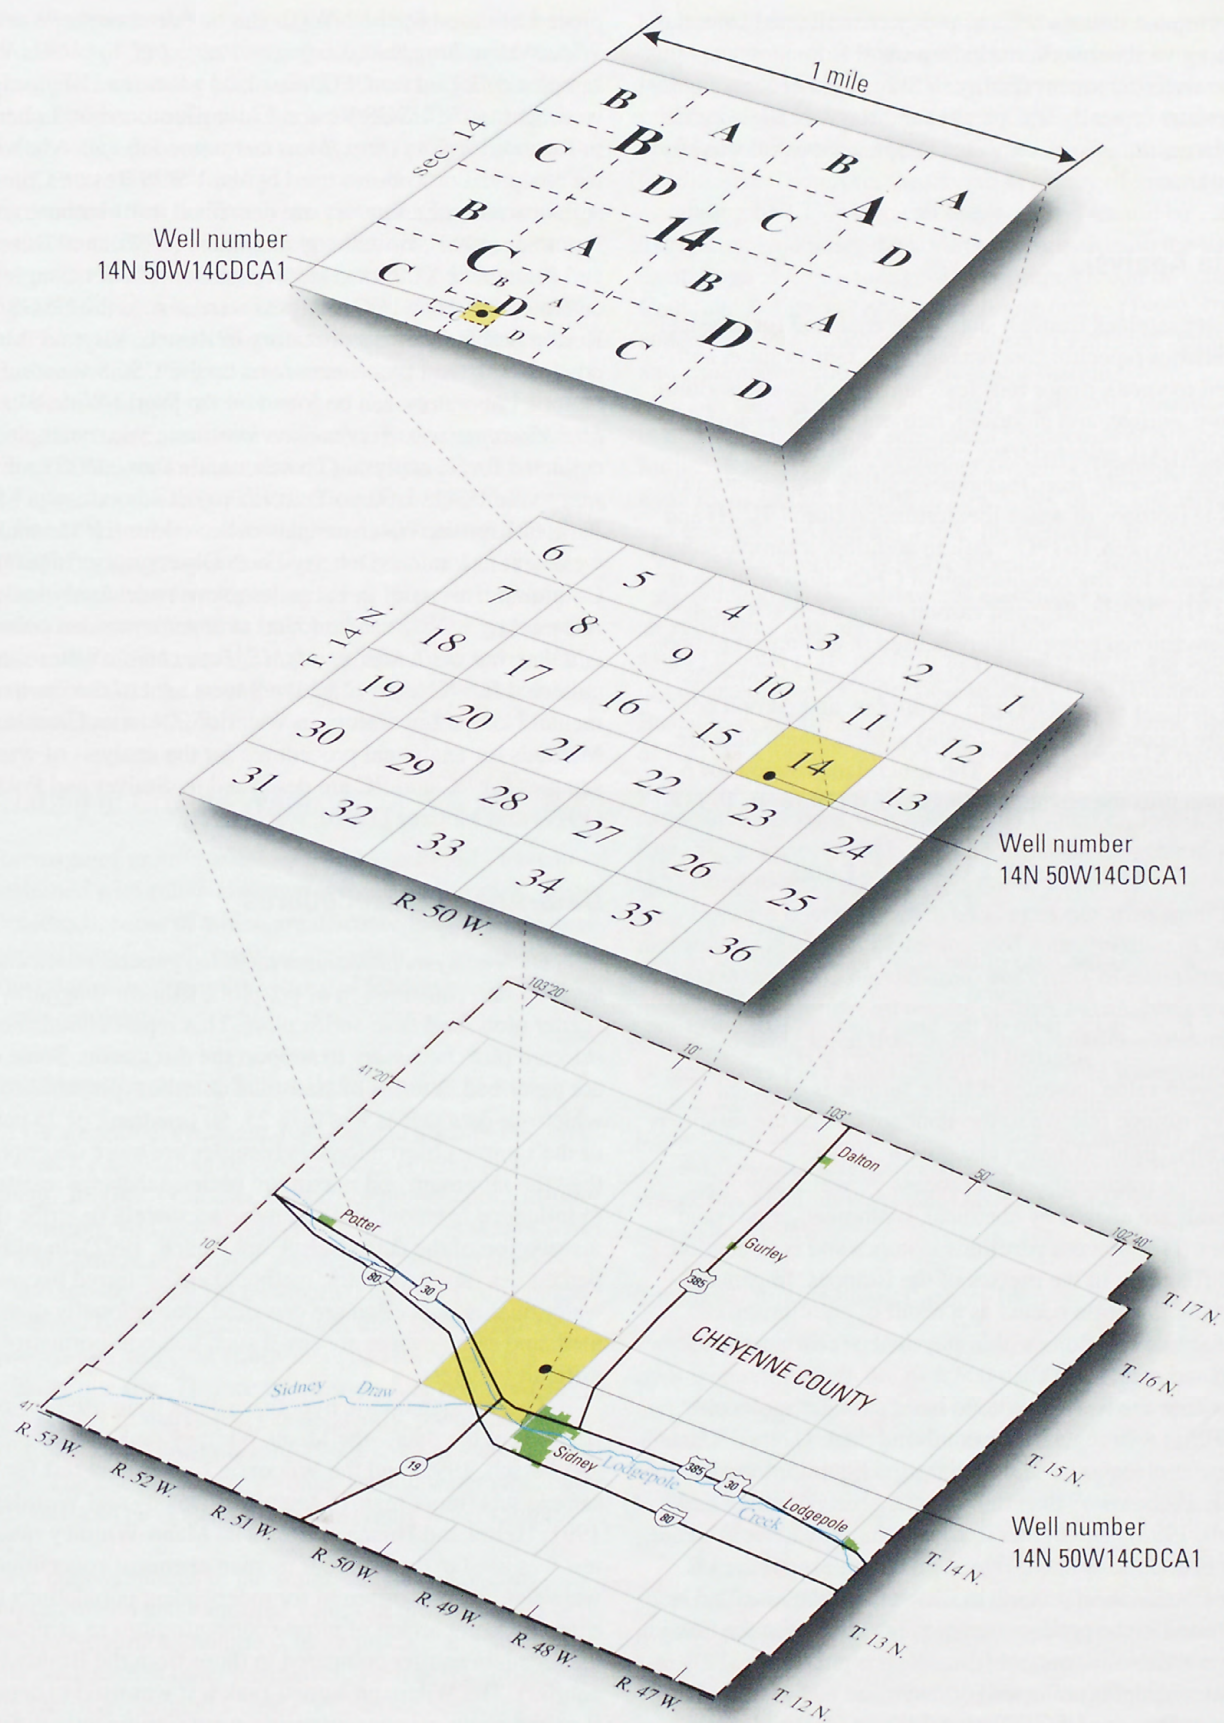 1 mile
sec. 14
B
A
B
A
B
C
D
C
A
D
14
B
A
B
A
C
C
B
A
D
C
D
D
C
D
Well number
14N 50W14CDCA1
T. 14 N.
6 5 4 3 2 1
7 8 9 10 11 12
18 17 16 15 14 13
19 20 21 22 23 24
30 29 28 27 26 25
31 32 33 34 35 36
R. 50 W.
Well number
14N 50W14CDCA1
103°20'
10'
103°
50'
102°40'
41°20'
10'
41°
Dalton
Potter
Gurley
80
30
385
CHEYENNE COUNTY
Sidney Draw
19
Sidney
Lodgepole Creek
385
30
80
Lodgepole
Well number
14N 50W14CDCA1
T. 17 N.
T. 16 N.
T. 15 N.
T. 14 N.
T. 13 N.
T. 12 N.
R. 53 W.
R. 52 W.
R. 51 W.
R. 50 W.
R. 49 W.
R. 48 W.
R. 47 W.